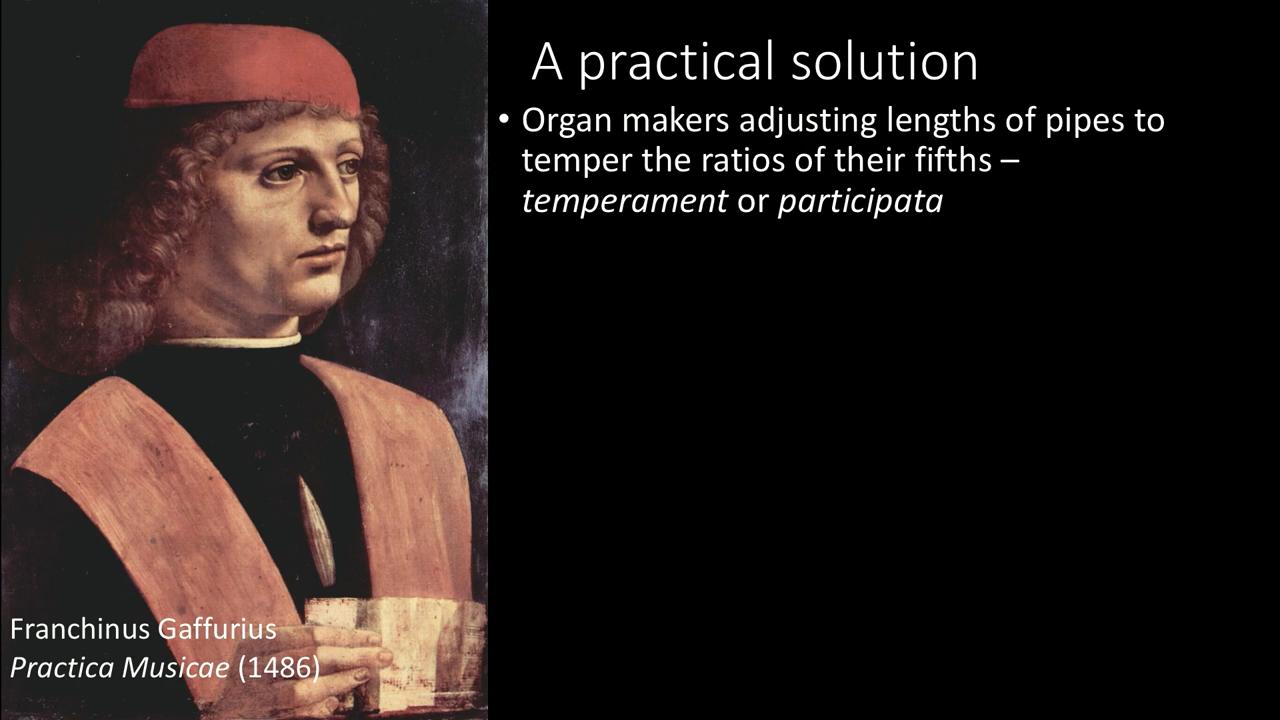 A practical solution
• Organ makers adjusting lengths of pipes to
temper the ratios of their fifths –
temperament or participata
Franchinus Gaffurius
Practica Musicae (1486)